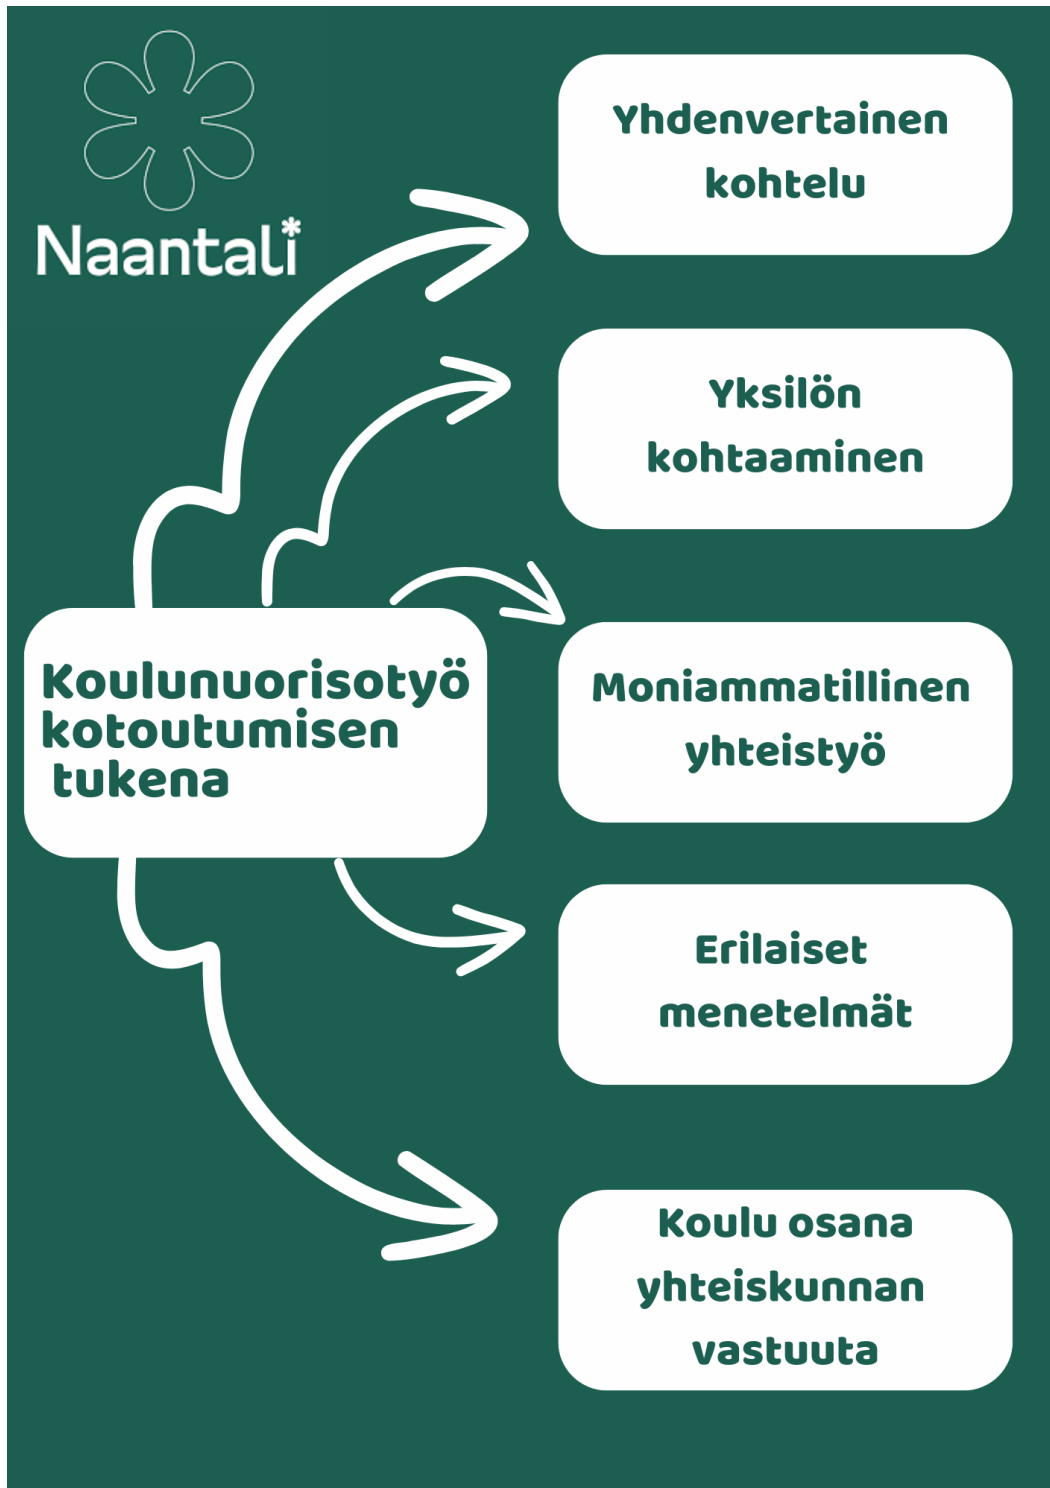 Naantali
Yhdenvertainen
kohtelu
Yksilön
kohtaaminen
Koulunuorisotyö
kotoutumisen
tukena
Moniammatillinen
yhteistyö
Erilaiset
menetelmät
Koulu osana
yhteiskunnan
vastuuta